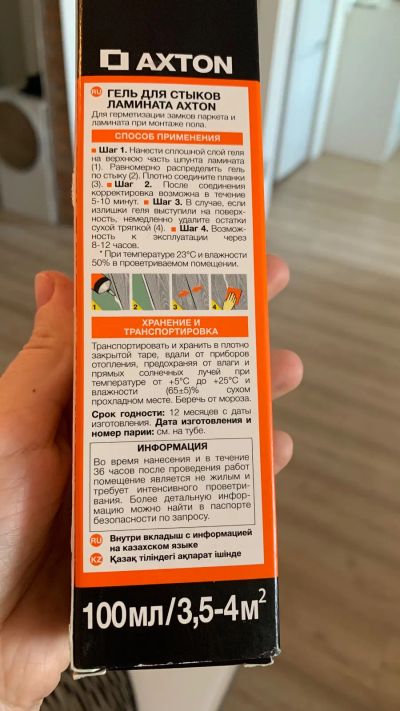 AXTON
RU ГЕЛЬ ДЛЯ СТЫКОВ
ЛАМИНАТА AXTON
Для герметизации замков паркета и
ламината при монтаже пола.
СПОСОБ ПРИМЕНЕНИЯ
Шаг 1. Нанести сплошной слой геля
на верхнюю часть шпунта ламината
(1). Равномерно распределить гель
по стыку (2). Плотно соедините планки
(3). Шаг 2. После соединения
корректировка возможна в течение
5-10 минут. Шаг 3. В случае, если
излишки геля выступили на поверх-
ность, немедленно удалите остатки
сухой тряпкой (4). Шаг 4. Возмож-
ность к эксплуатации через
8-12 часов.
* При температуре 23°С и влажности
50% в проветриваемом помещении.
1 2 3 4
ХРАНЕНИЕ И
ТРАНСПОРТИРОВКА
Транспортировать и хранить в плотно
закрытой таре, вдали от приборов
отопления, предохраняя от влаги и
прямых солнечных лучей при
температуре от +5°С до +25°С и
влажности (65±5)% сухом
прохладном месте. Беречь от мороза.
Срок годности: 12 месяцев с даты
изготовления. Дата изготовления и
номер парии: см. на тубе.
ИНФОРМАЦИЯ
Во время нанесения и в течение
36 часов после проведения работ
помещение является не жилым и
требует интенсивного проветри-
вания. Более детальную инфор-
мацию можно найти в паспорте
безопасности по запросу.
RU Внутри вкладыш с информацией
на казахском языке
KZ Қазақ тіліндегі ақпарат ішінде
100мл/3,5-4м²